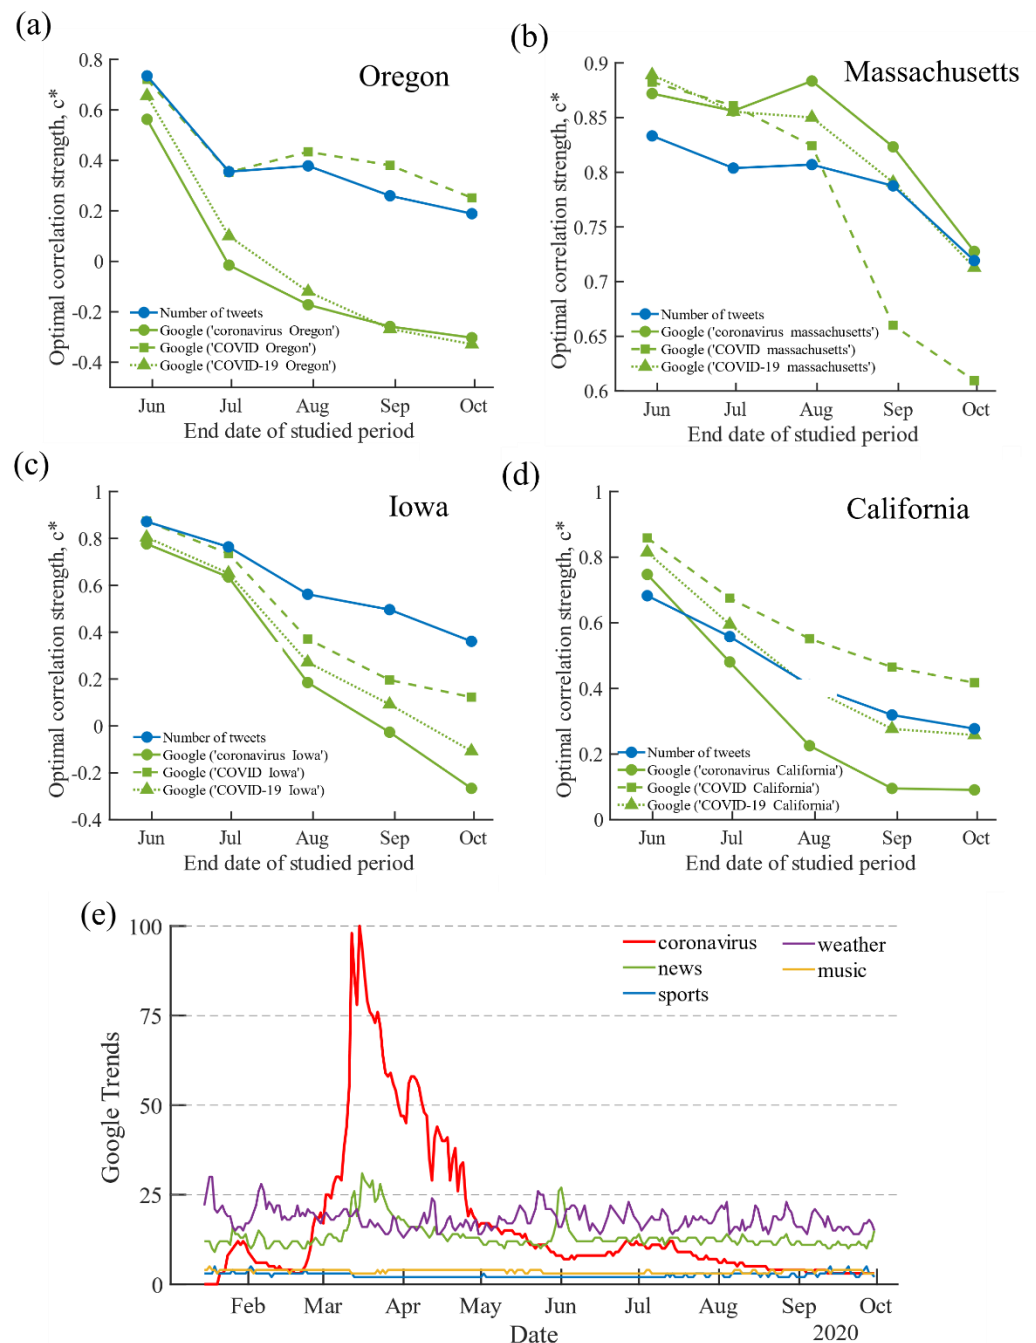 (a)
Oregon
Optimal correlation strength, c*
0.8
0.6
0.4
0.2
0
-0.2
-0.4
Number of tweets
Google ('coronavirus Oregon')
Google ('COVID Oregon')
Google ('COVID-19 Oregon')
Jun Jul Aug Sep Oct
End date of studied period
(b)
Massachusetts
Optimal correlation strength, c*
0.9
0.85
0.8
0.75
0.7
0.65
0.6
Number of tweets
Google ('coronavirus massachusetts')
Google ('COVID massachusetts')
Google ('COVID-19 massachusetts')
Jun Jul Aug Sep Oct
End date of studied period
(c)
Iowa
Optimal correlation strength, c*
1
0.8
0.6
0.4
0.2
0
-0.2
-0.4
Number of tweets
Google ('coronavirus Iowa')
Google ('COVID Iowa')
Google ('COVID-19 Iowa')
Jun Jul Aug Sep Oct
End date of studied period
(d)
California
Optimal correlation strength, c*
1
0.8
0.6
0.4
0.2
0
Number of tweets
Google ('coronavirus California')
Google ('COVID California')
Google ('COVID-19 California')
Jun Jul Aug Sep Oct
End date of studied period
(e)
Google Trends
100
75
50
25
0
coronavirus
news
sports
weather
music
Feb Mar Apr May Jun Jul Aug Sep Oct
Date
2020